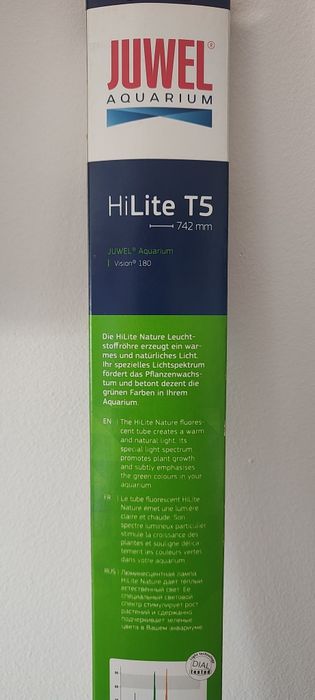 JUWEL®
AQUARIUM
HiLite T5
742 mm
JUWEL® Aquarium
Vision® 180
Die HiLite Nature Leucht-
stoffröhre erzeugt ein war-
mes und natürliches Licht.
Ihr spezielles Lichtspektrum
fördert das Pflanzenwachs-
tum und betont dezent die
grünen Farben in Ihrem
Aquarium.
EN | The HiLite Nature fluores-
cent tube creates a warm
and natural light. Its
special light spectrum
promotes plant growth
and subtly emphasises
the green colours in your
aquarium.
FR | Le tube fluorescent HiLite
Nature émet une lumière
claire et chaude. Son
spectre lumineux particulier
stimule la croissance des
plantes et souligne délica-
tement les couleurs vertes
dans votre aquarium.
RUS | Люминесцентная лампа
HiLite Nature дает теплый
естественный свет. Ее
специальный световой
спектр стимулирует рост
растений и сдержанно
подчеркивает зеленые
цвета в Вашем аквариуме.
DIAL
tested